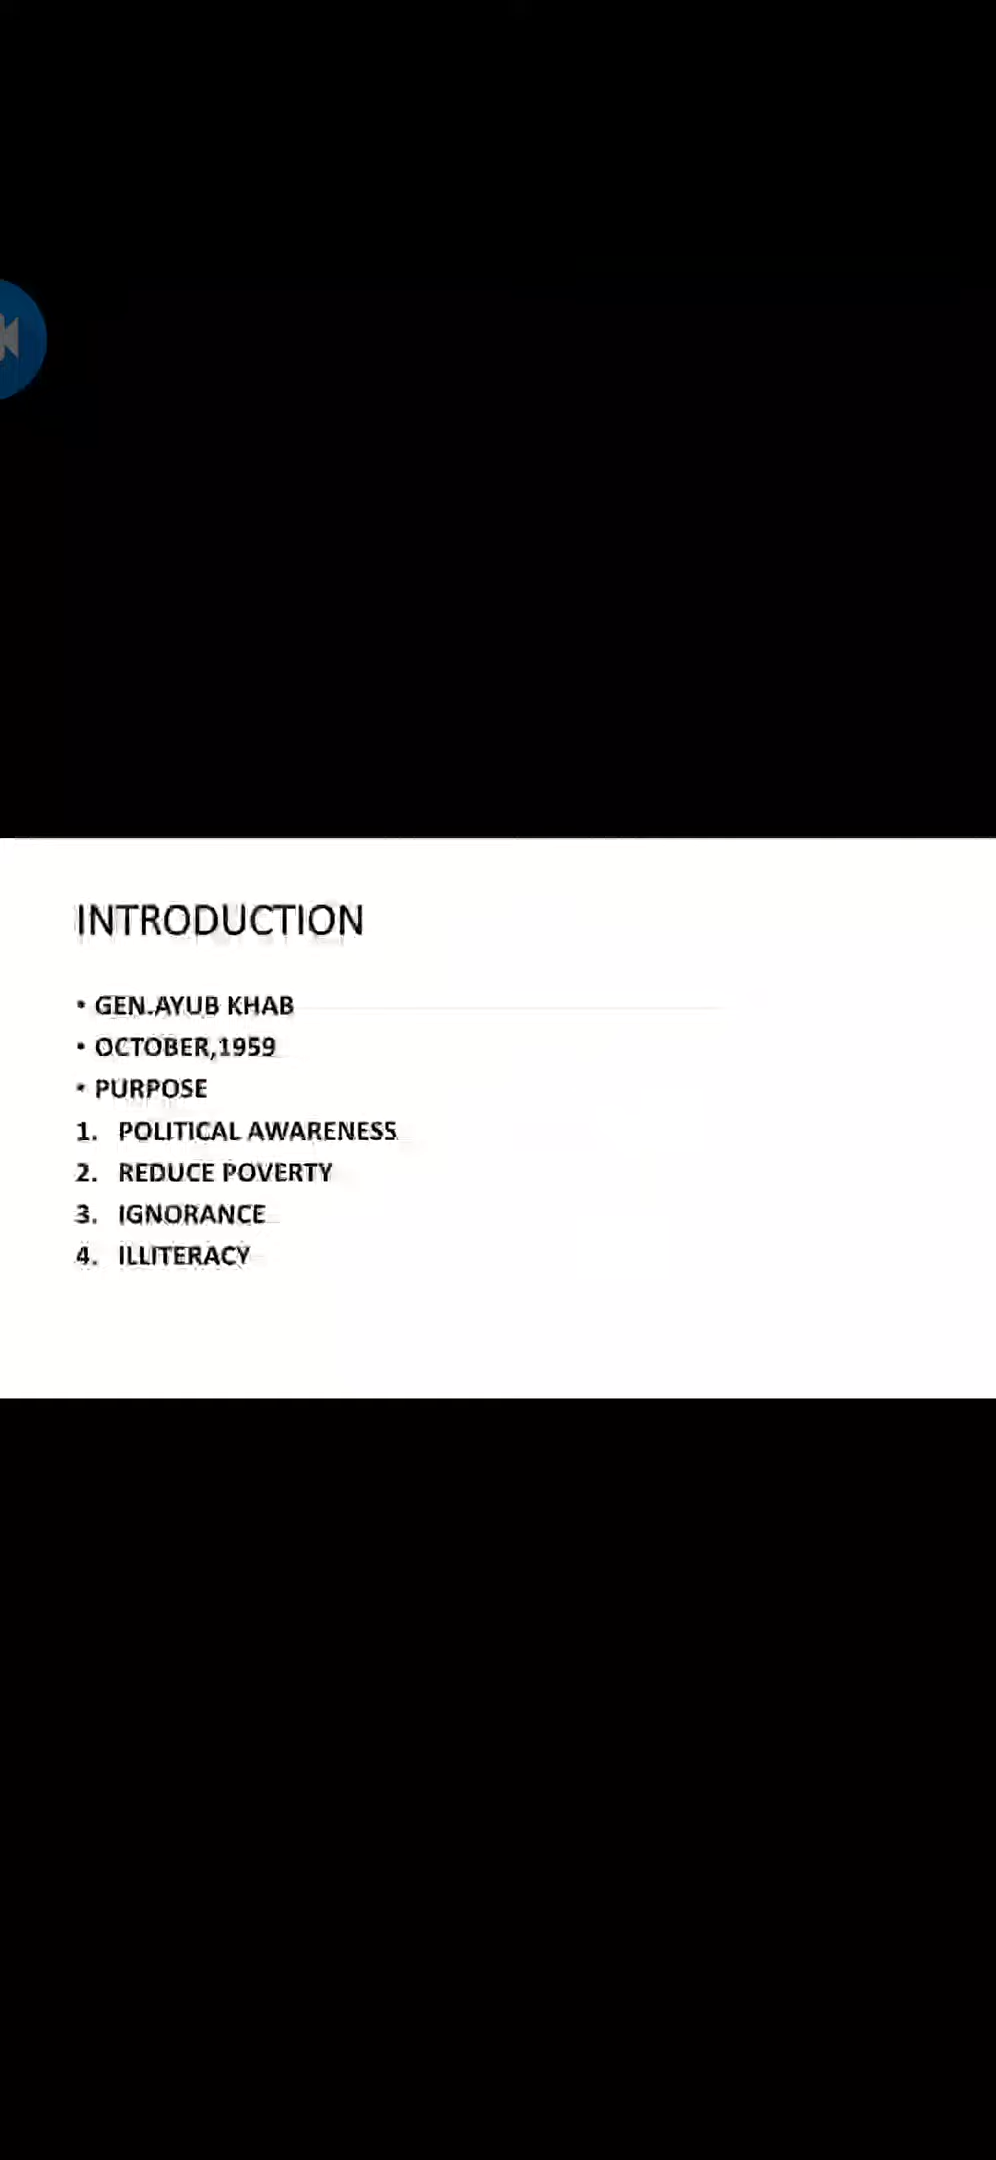 INTRODUCTION
• GEN.AYUB KHAB
• OCTOBER,1959
• PURPOSE
1. POLITICAL AWARENESS
2. REDUCE POVERTY
3. IGNORANCE
4. ILLITERACY